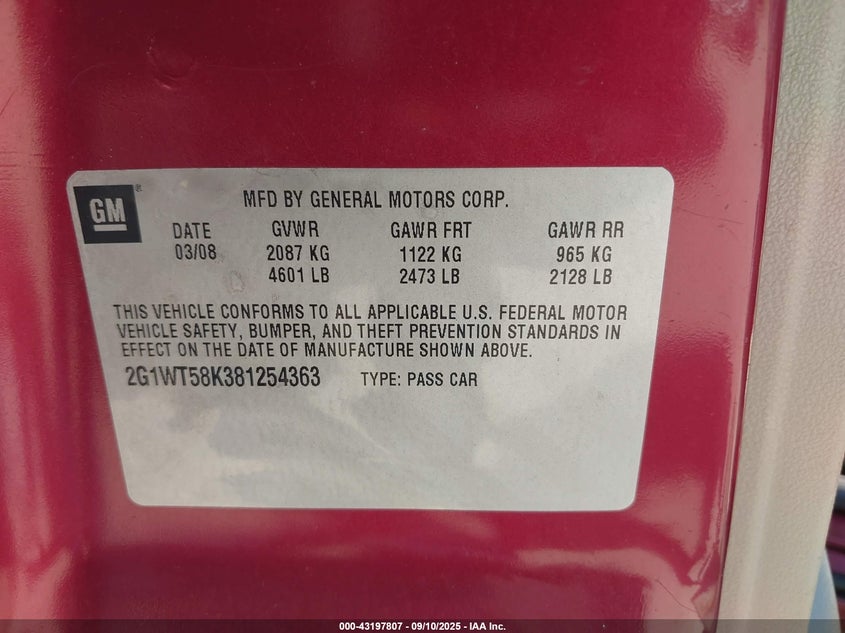 GM ®
MFD BY GENERAL MOTORS CORP.
DATE GVWR GAWR FRT GAWR RR
03/08 2087 KG 1122 KG 965 KG
4601 LB 2473 LB 2128 LB
THIS VEHICLE CONFORMS TO ALL APPLICABLE U.S. FEDERAL MOTOR
VEHICLE SAFETY, BUMPER, AND THEFT PREVENTION STANDARDS IN
EFFECT ON THE DATE OF MANUFACTURE SHOWN ABOVE.
2G1WT58K381254363 TYPE: PASS CAR
000-43197807 - 09/10/2025 - IAA Inc.